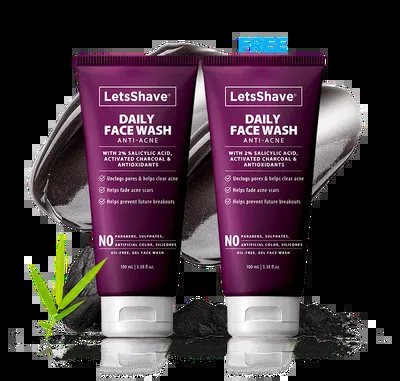 FREE
LetsShave®
DAILY
FACE WASH
ANTI-ACNE
WITH 2% SALICYLIC ACID,
ACTIVATED CHARCOAL &
ANTIOXIDANTS
Unclogs pores & helps clear acne
Helps fade acne scars
Helps prevent future breakouts
NO PARABENS, SULPHATES,
ARTIFICIAL COLOR, SILICONES
OIL-FREE, GEL FACE WASH
100 mL | 3.38 fl.oz.
LetsShave®
DAILY
FACE WASH
ANTI-ACNE
WITH 2% SALICYLIC ACID,
ACTIVATED CHARCOAL &
ANTIOXIDANTS
Unclogs pores & helps clear acne
Helps fade acne scars
Helps prevent future breakouts
NO PARABENS, SULPHATES,
ARTIFICIAL COLOR, SILICONES
OIL-FREE, GEL FACE WASH
100 mL | 3.38 fl.oz.